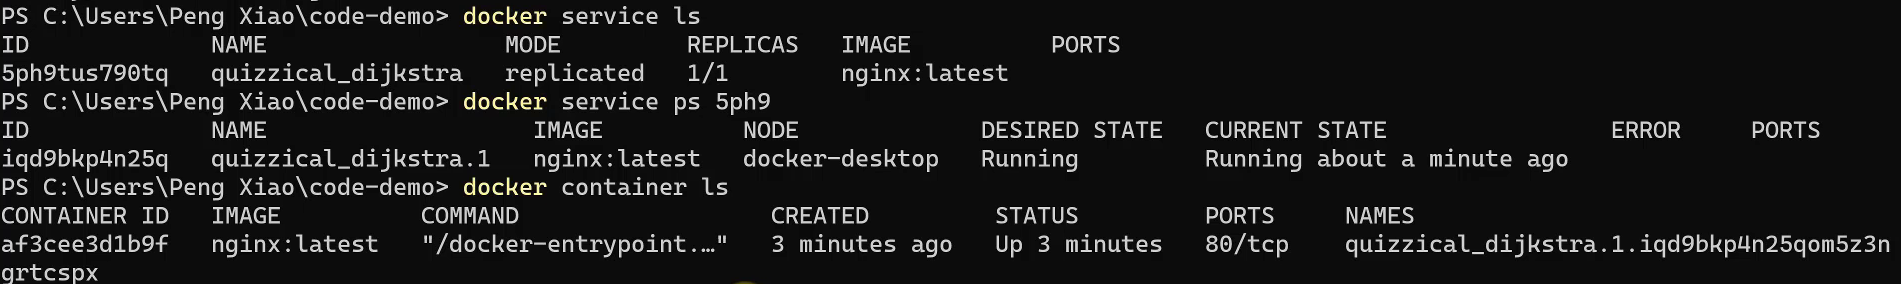 PS C:\Users\Peng Xiao\code-demo> docker service ls
ID             NAME                 MODE         REPLICAS   IMAGE          PORTS
5ph9tus790tq   quizzical_dijkstra   replicated   1/1        nginx:latest
PS C:\Users\Peng Xiao\code-demo> docker service ps 5ph9
ID             NAME                   IMAGE          NODE             DESIRED STATE   CURRENT STATE                ERROR     PORTS
iqd9bkp4n25q   quizzical_dijkstra.1   nginx:latest   docker-desktop   Running         Running about a minute ago
PS C:\Users\Peng Xiao\code-demo> docker container ls
CONTAINER ID   IMAGE          COMMAND                  CREATED         STATUS         PORTS     NAMES
af3cee3d1b9f   nginx:latest   "/docker-entrypoint.…"   3 minutes ago   Up 3 minutes   80/tcp    quizzical_dijkstra.1.iqd9bkp4n25qom5z3n
grtcspx